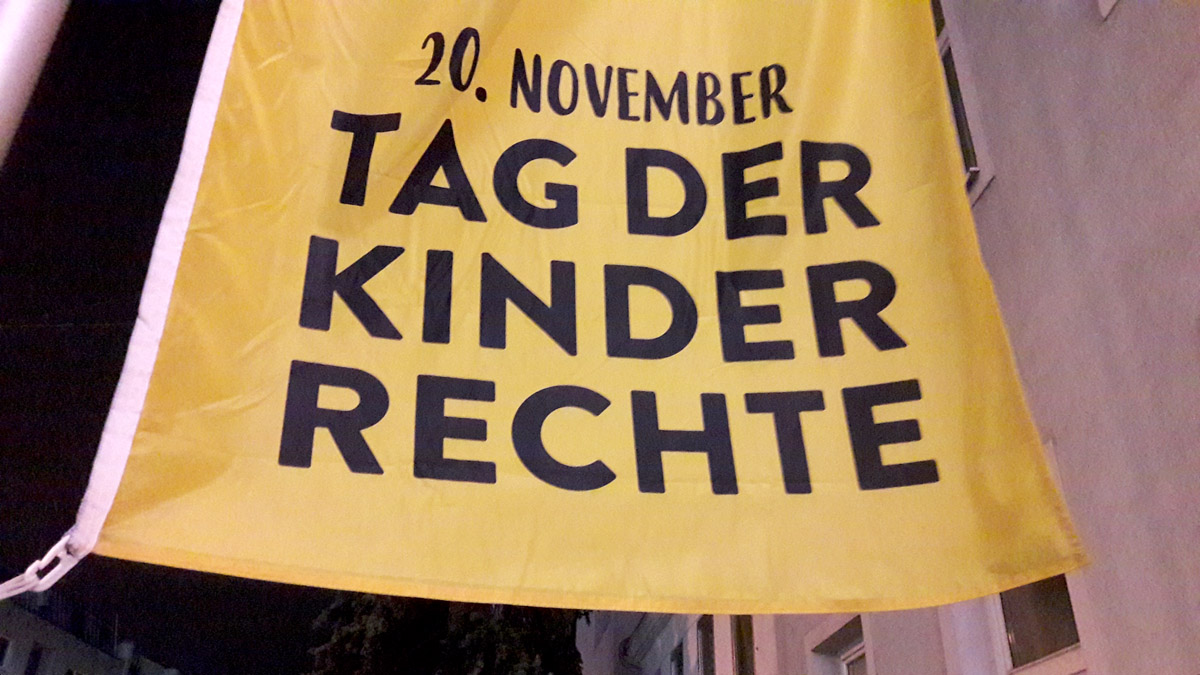 20. NOVEMBER
TAG DER
KINDER
RECHTE